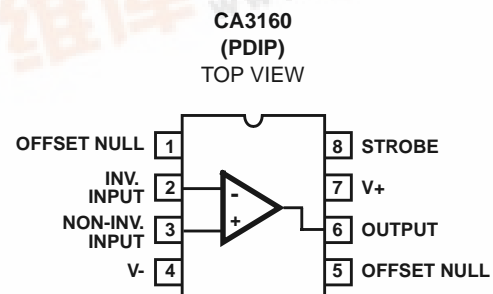 CA3160
(PDIP)
TOP VIEW
OFFSET NULL 1
INV.
INPUT 2
NON-INV.
INPUT 3
V- 4
-
+
8 STROBE
7 V+
6 OUTPUT
5 OFFSET NULL